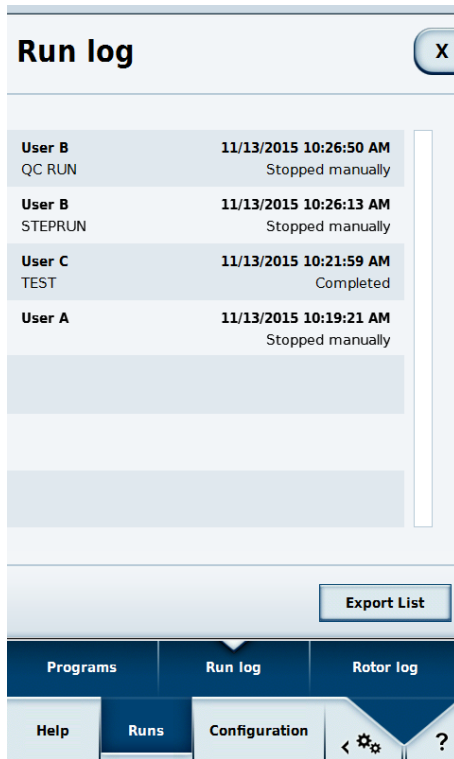 Run log
X
User B 11/13/2015 10:26:50 AM
QC RUN Stopped manually
User B 11/13/2015 10:26:13 AM
STEPRUN Stopped manually
User C 11/13/2015 10:21:59 AM
TEST Completed
User A 11/13/2015 10:19:21 AM
Stopped manually
Export List
Programs Run log Rotor log
Help Runs Configuration < ?